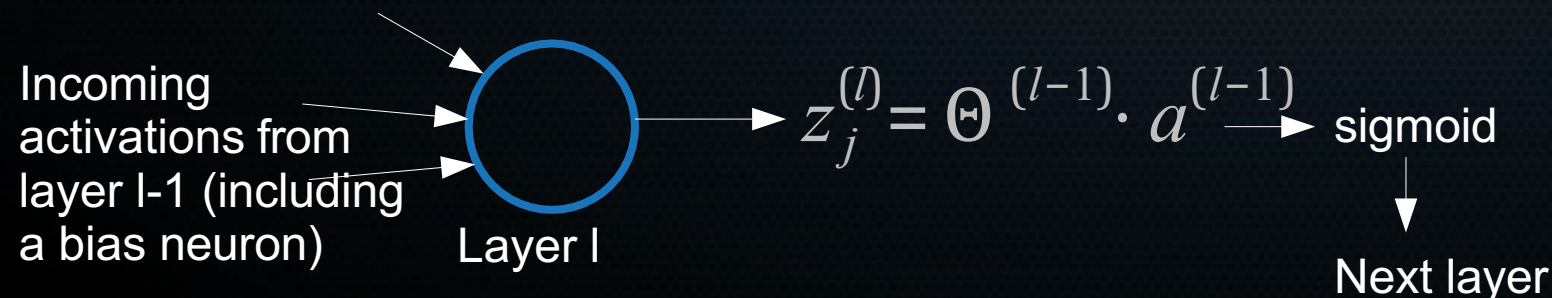 Incoming
activations from
layer l-1 (including
a bias neuron)
Layer l
z_j^{(l)} = Θ^{(l-1)} · a^{(l-1)}
sigmoid
Next layer